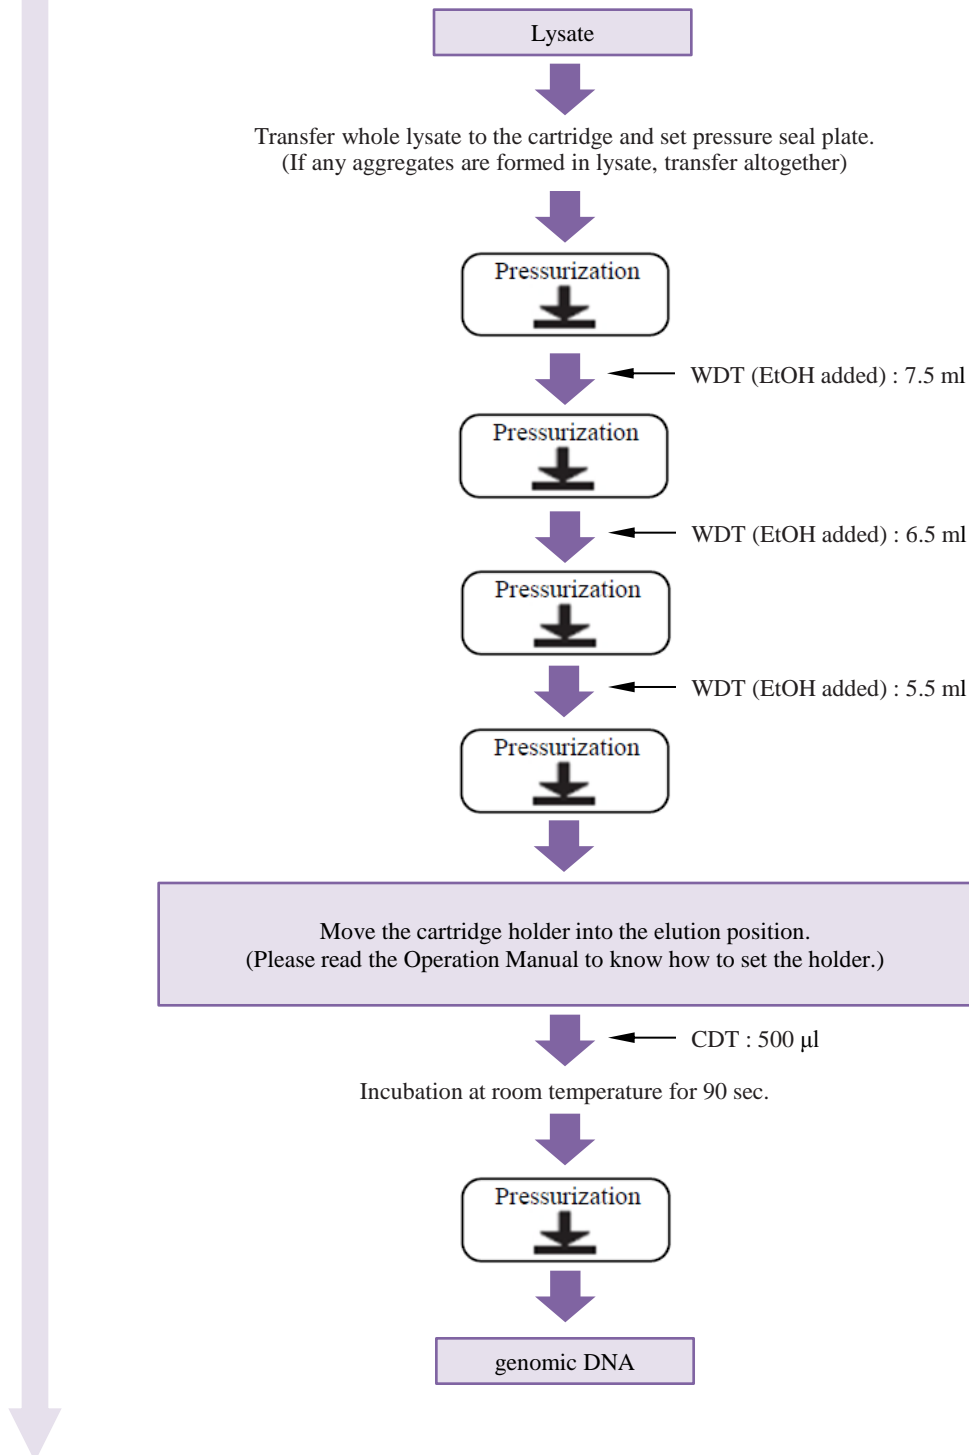 Lysate
Transfer whole lysate to the cartridge and set pressure seal plate.
(If any aggregates are formed in lysate, transfer altogether)
Pressurization
WDT (EtOH added) : 7.5 ml
Pressurization
WDT (EtOH added) : 6.5 ml
Pressurization
WDT (EtOH added) : 5.5 ml
Pressurization
Move the cartridge holder into the elution position.
(Please read the Operation Manual to know how to set the holder.)
CDT : 500 μl
Incubation at room temperature for 90 sec.
Pressurization
genomic DNA